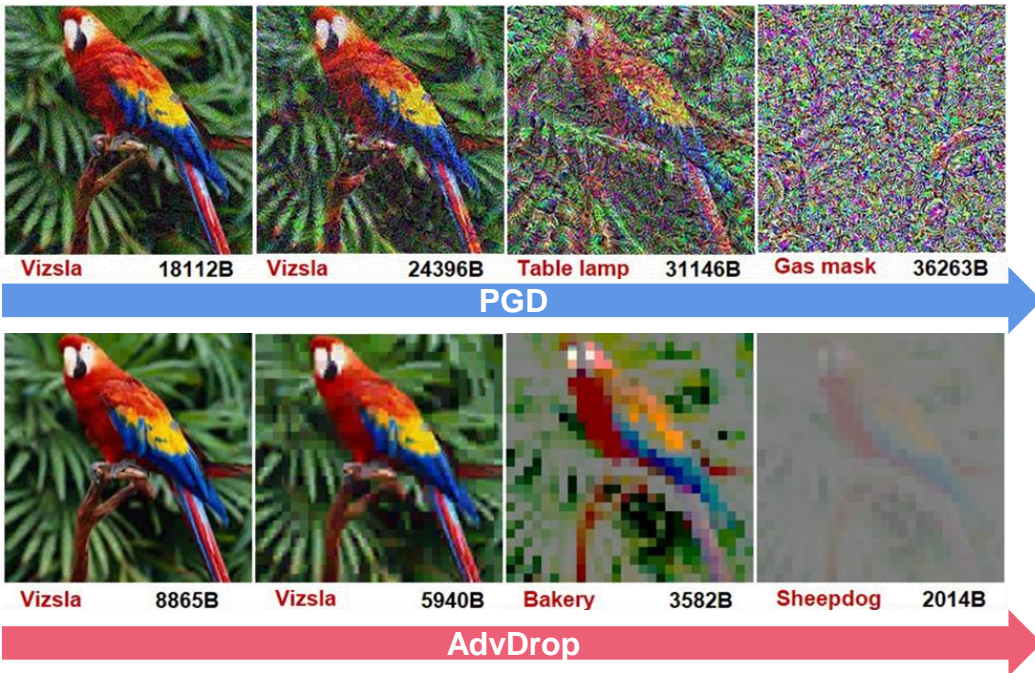 Vizsla 18112B Vizsla 24396B Table lamp 31146B Gas mask 36263B
PGD
Vizsla 8865B Vizsla 5940B Bakery 3582B Sheepdog 2014B
AdvDrop